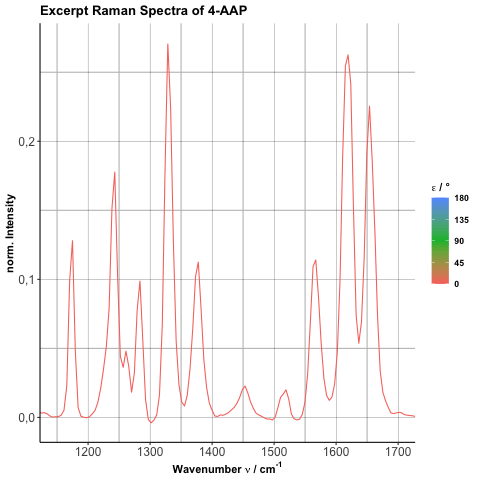 Excerpt Raman Spectra of 4-AAP
norm. Intensity
0,2
0,1
0,0
1200 1300 1400 1500 1600 1700
Wavenumber ν / cm⁻¹
ε / °
180
135
90
45
0